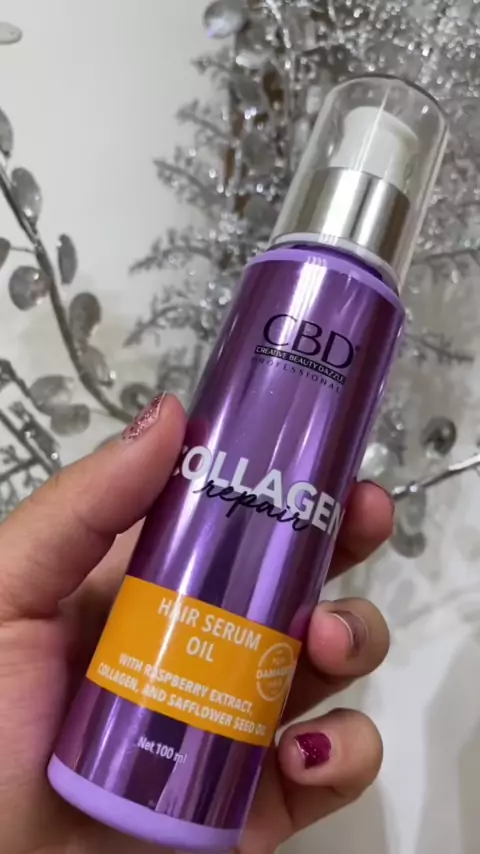 CBD®
CREATIVE BEAUTY DAZZLE
PROFESSIONAL
COLLAGEN
repair
HAIR SERUM
OIL
WITH RASPBERRY EXTRACT,
COLLAGEN, AND SAFFLOWER SEED OIL
DAMAGE
Net 100 ml